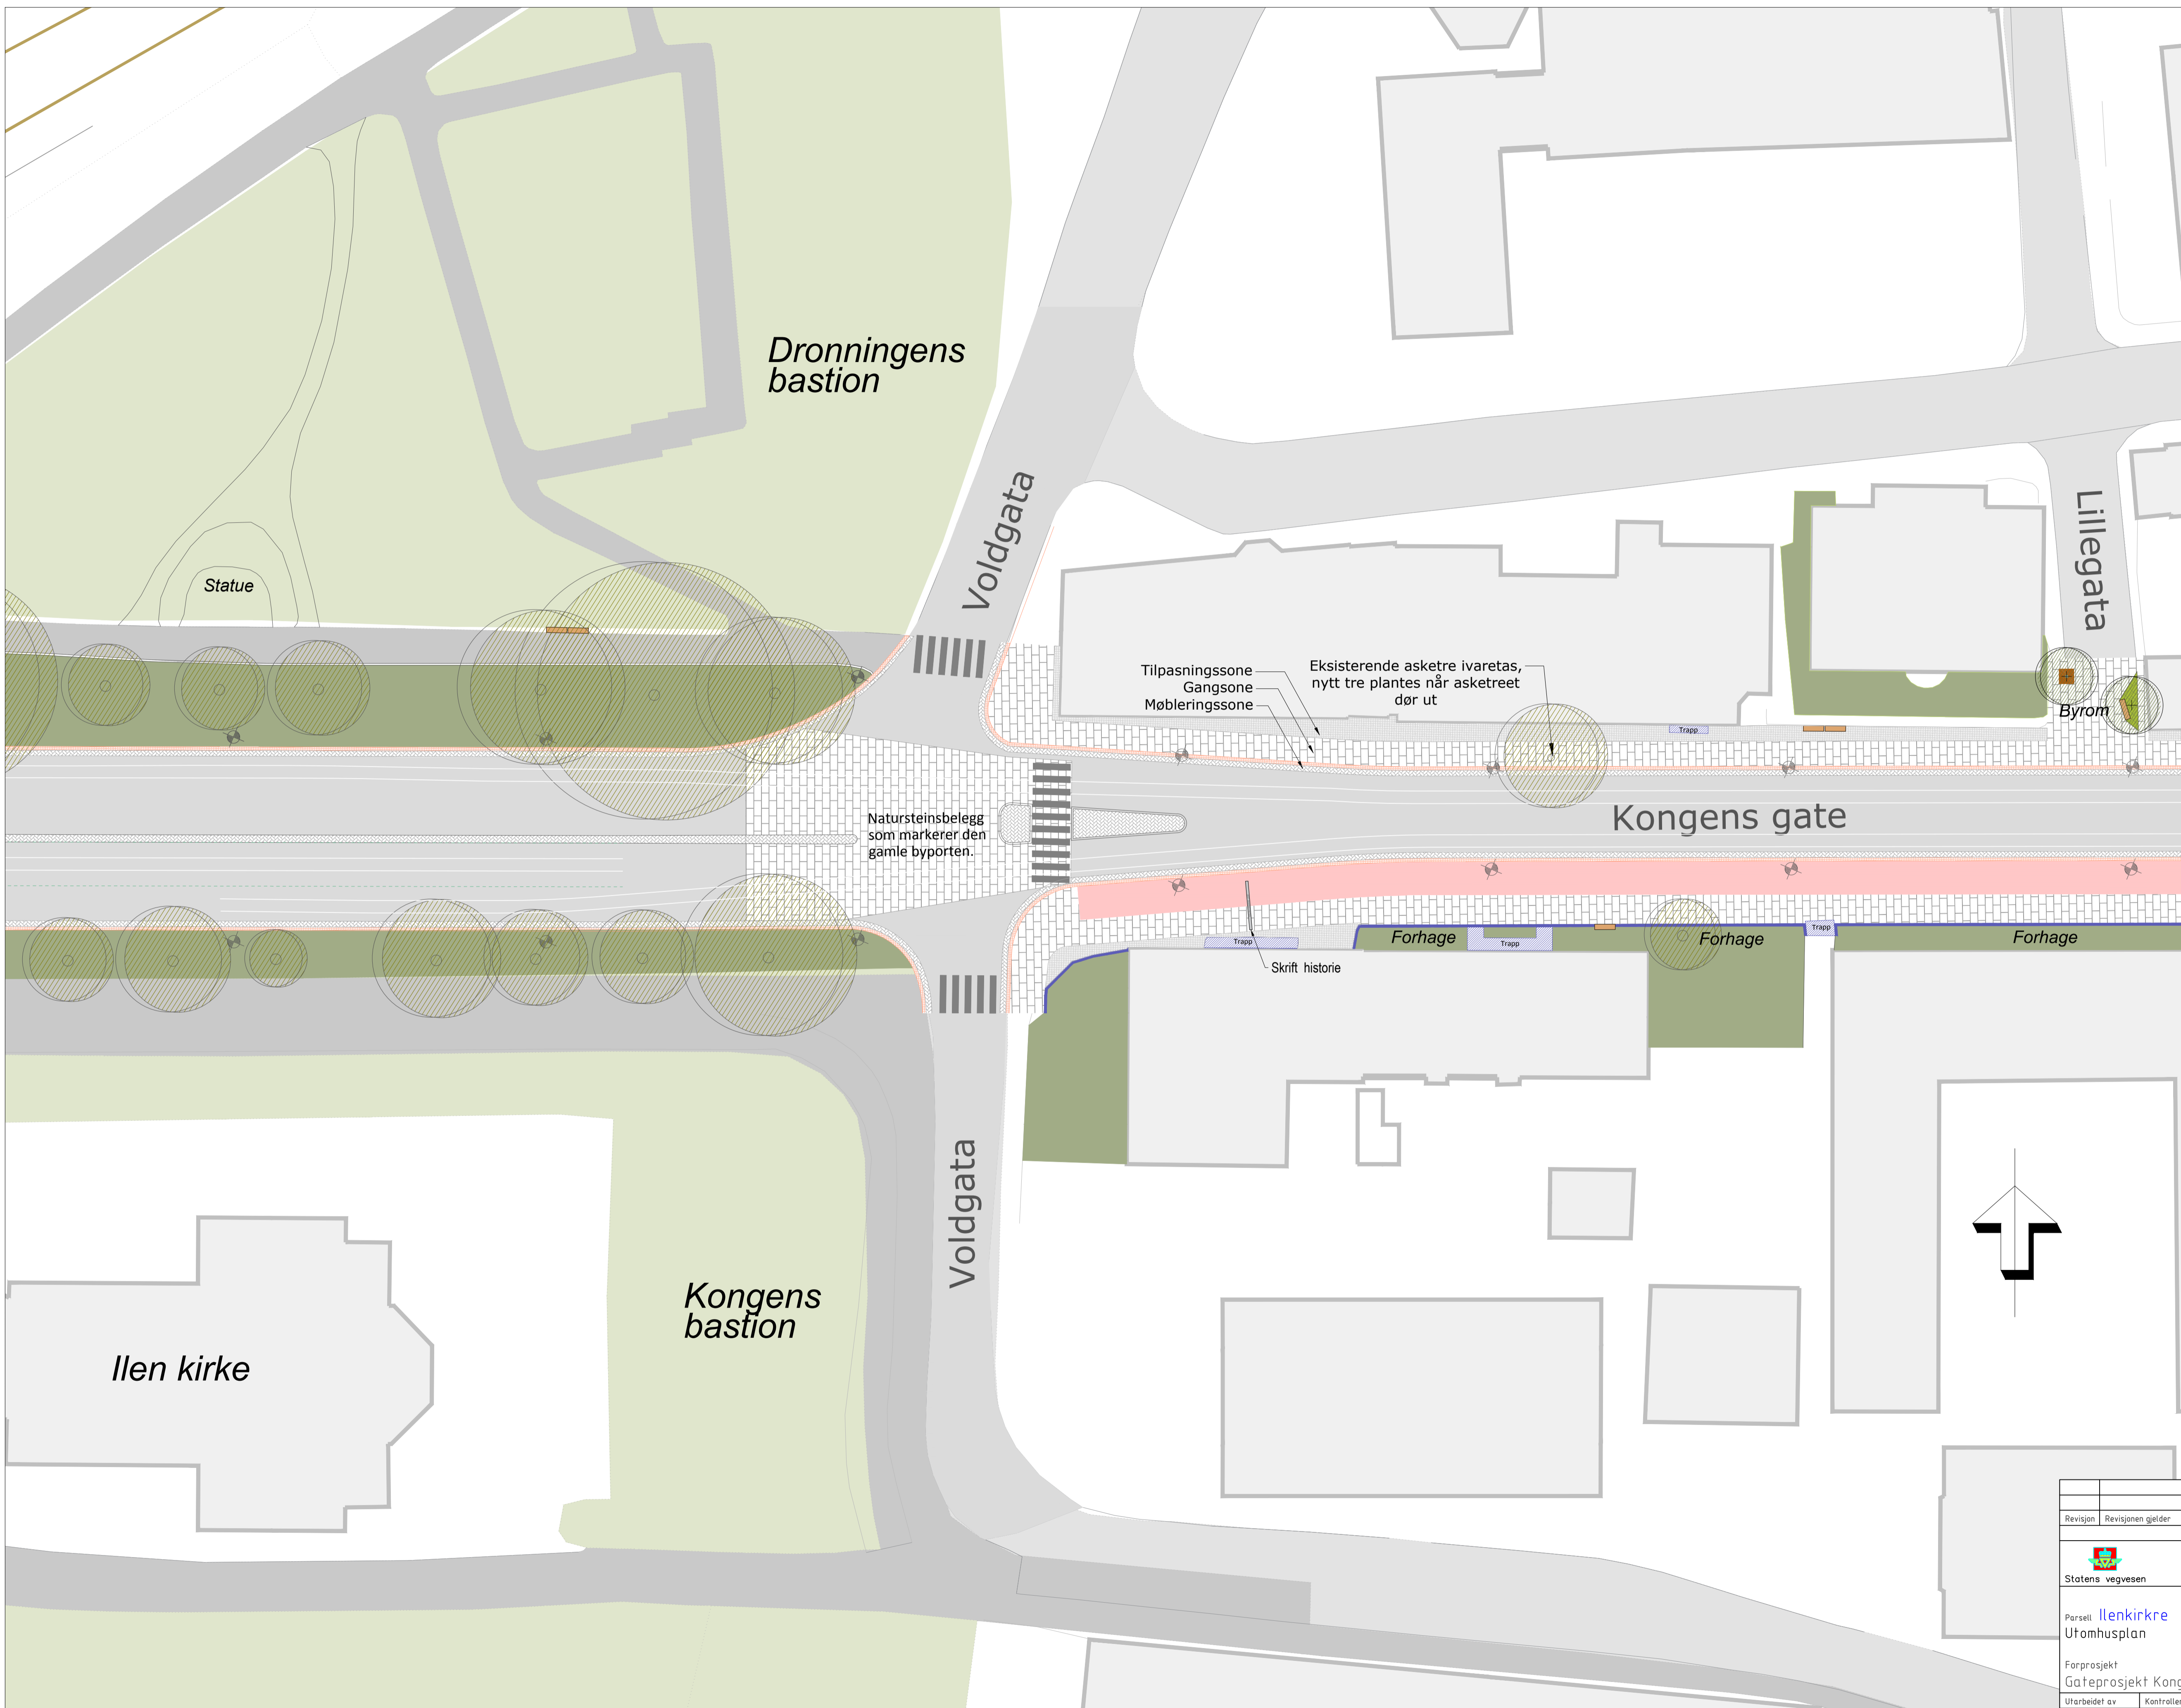 Dronningens
bastion
Voldgata
Lillegata
Statue
Tilpasningssone
Gangsone
Møbleringssone
Eksisterende asketre ivaretas,
nytt tre plantes når asketreet
dør ut
Byrom
Trapp
Kongens gate
Natursteinsbelegg
som markerer den
gamle byporten.
Trapp
Forhage
Trapp
Forhage
Trapp
Forhage
Skrift historie
Voldgata
Kongens
bastion
Ilen kirke
Revisjon Revisjonen gjelder
Statens vegvesen
Parsell Ilenkirkre
Utomhusplan
Forprosjekt
Gateprosjekt
Utarbeidet av